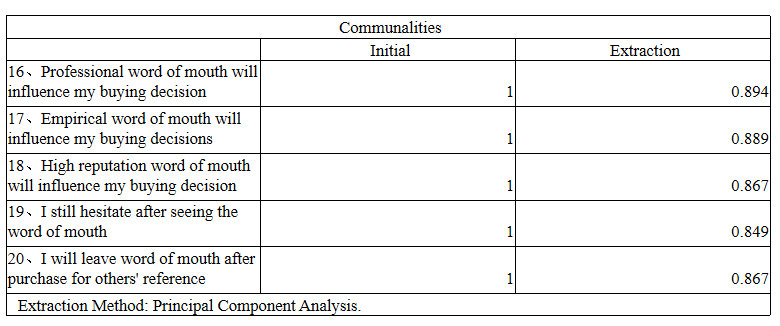 Communalities
Initial Extraction
16、Professional word of mouth will
influence my buying decision 1 0.894
17、Empirical word of mouth will
influence my buying decisions 1 0.889
18、High reputation word of mouth
will influence my buying decision 1 0.867
19、I still hesitate after seeing the
word of mouth 1 0.849
20、I will leave word of mouth after
purchase for others' reference 1 0.867
Extraction Method: Principal Component Analysis.